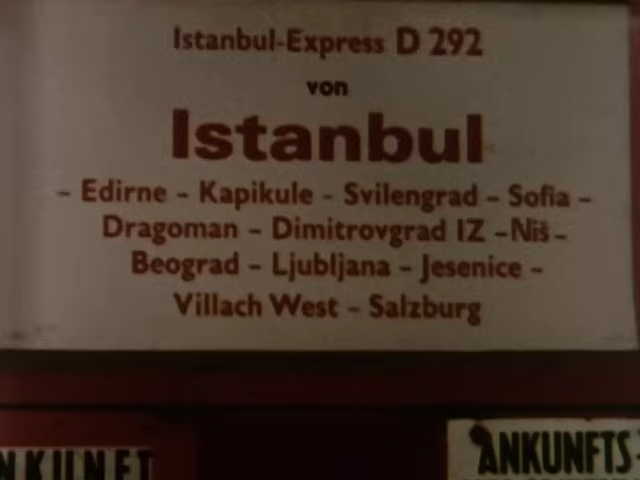 Istanbul-Express D 292
von
Istanbul
- Edirne - Kapikule - Svilengrad - Sofia -
Dragoman - Dimitrovgrad IZ - Niš -
Beograd - Ljubljana - Jesenice -
Villach West - Salzburg
NKUNFT
ANKUNFTS-